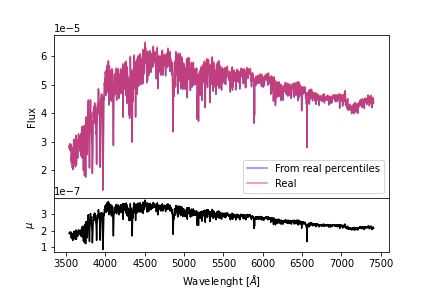 1e−5
6
5
4
3
2
Flux
From real percentiles
Real
1e−7
3
2
1
μ
3500 4000 4500 5000 5500 6000 6500 7000 7500
Wavelenght [Å]